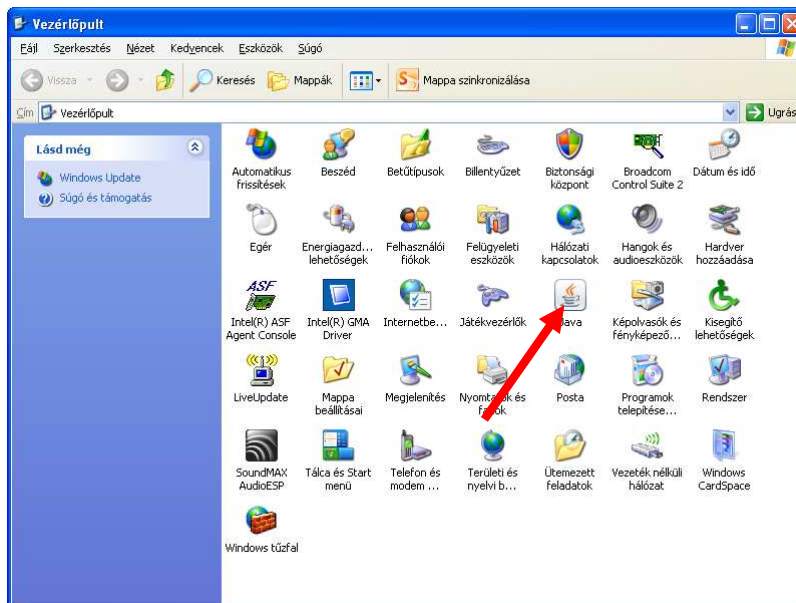 Vezérlőpult
Fájl Szerkesztés Nézet Kedvencek Eszközök Súgó
Vissza Keresés Mappák Mappa szinkronizálása
Cím Vezérlőpult Ugrás
Lásd még
Windows Update
Súgó és támogatás
Automatikus frissítések
Beszéd
Betűtípusok
Billentyűzet
Biztonsági központ
Broadcom Control Suite 2
Dátum és idő
Egér
Energiagazd... lehetőségek
Felhasználói fiókok
Felügyeleti eszközök
Hálózati kapcsolatok
Hangok és audioeszközök
Hardver hozzáadása
ASF
Intel(R) ASF Agent Console
Intel(R) GMA Driver
Internetbe...
Játékvezérlők
Java
Képolvasók és fényképező...
Kisegítő lehetőségek
LiveUpdate
Mappa beállításai
Megjelenítés
Nyomtatók és faxok
Posta
Programok telepítése...
Rendszer
SoundMAX AudioESP
Tálca és Start menü
Telefon és modem ...
Területi és nyelvi b...
Ütemezett feladatok
Vezeték nélküli hálózat
Windows CardSpace
Windows tűzfal